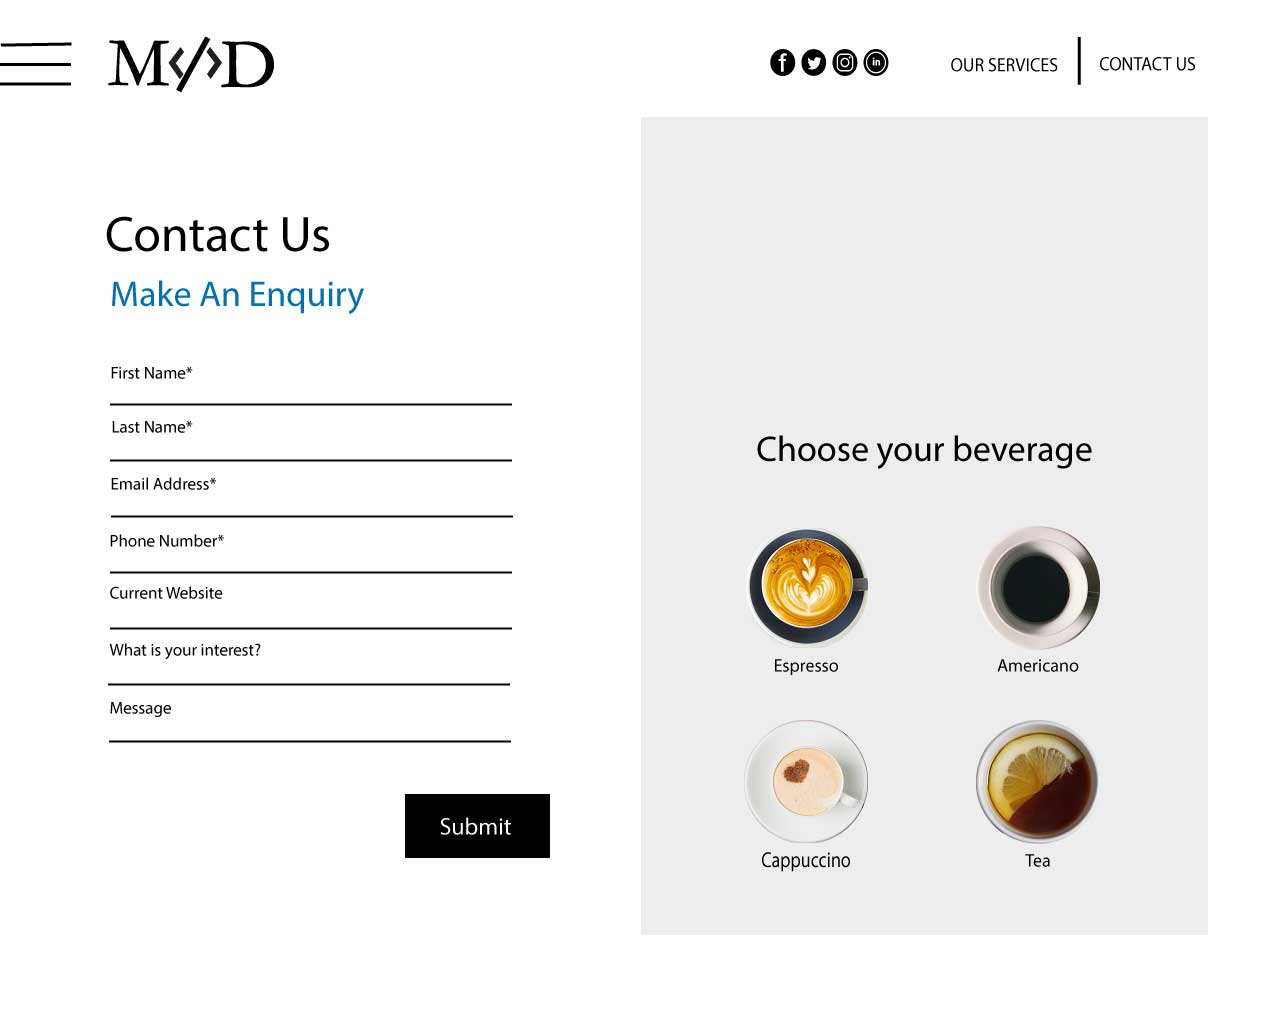 M</>D
OUR SERVICES
CONTACT US
Contact Us
Make An Enquiry
First Name*
Last Name*
Email Address*
Phone Number*
Current Website
What is your interest?
Message
Submit
Choose your beverage
Espresso
Americano
Cappuccino
Tea